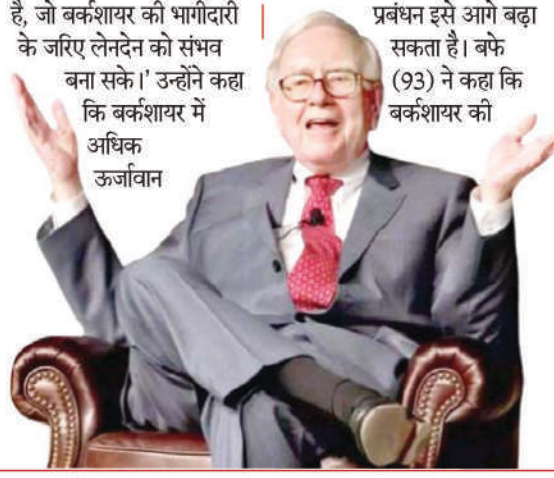 है, जो बर्कशायर की भागीदारी
के जरिए लेनदेन को संभव
बना सके।’ उन्होंने कहा
कि बर्कशायर में
अधिक
ऊर्जावान
प्रबंधन इसे आगे बढ़ा
सकता है। बफे
(93) ने कहा कि
बर्कशायर की